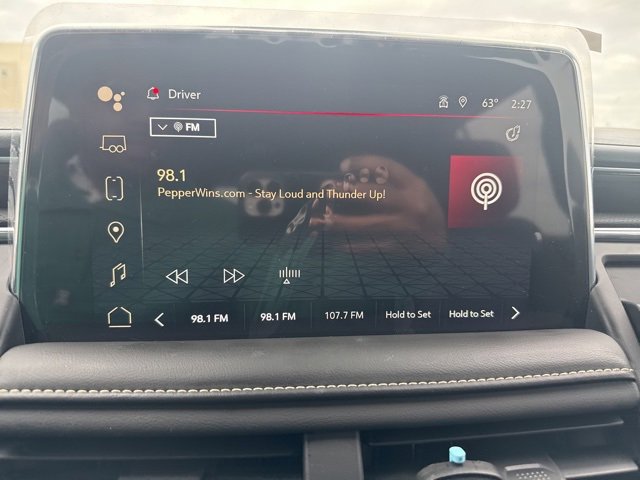 Driver
63° 2:27
FM
98.1
PepperWins.com - Stay Loud and Thunder Up!
98.1 FM 98.1 FM 107.7 FM Hold to Set Hold to Set